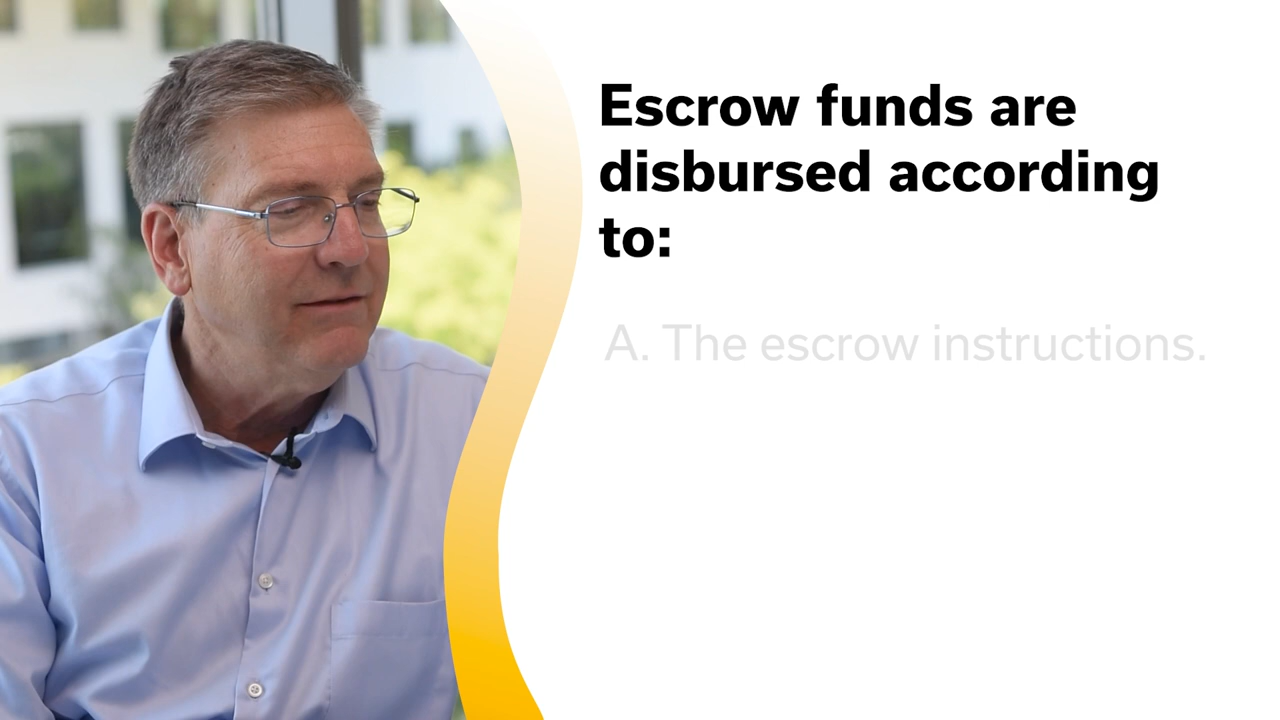 Escrow funds are
disbursed according
to:
A. The escrow instructions.